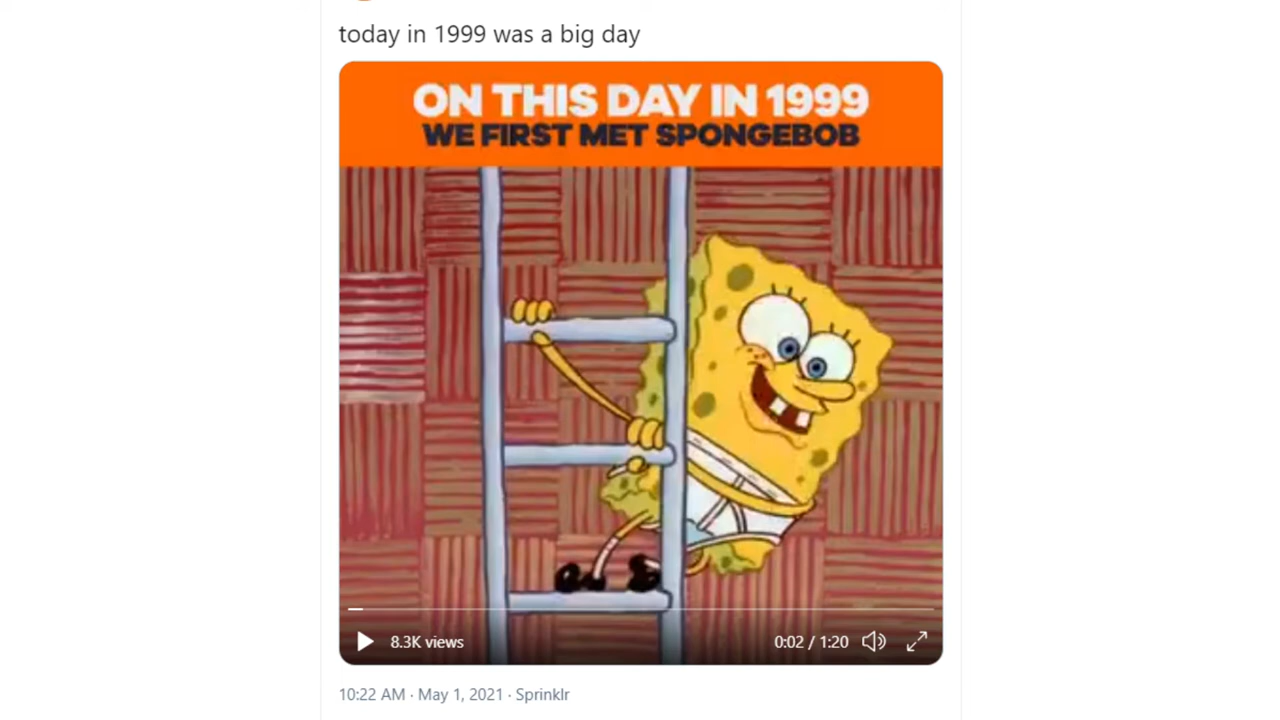 today in 1999 was a big day
ON THIS DAY IN 1999
WE FIRST MET SPONGEBOB
8.3K views
0:02 / 1:20
10:22 AM · May 1, 2021 · Sprinklr